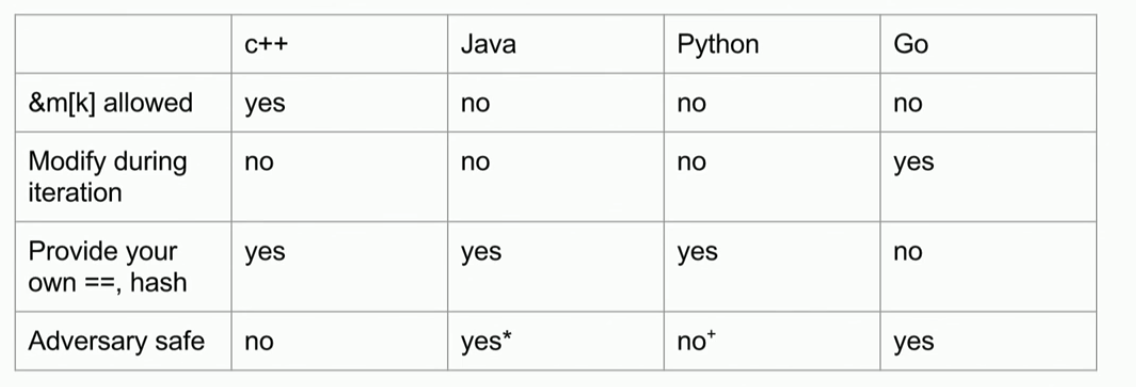 c++ Java Python Go
&m[k] allowed yes no no no
Modify during no no no yes
iteration
Provide your yes yes yes no
own ==, hash
Adversary safe no yes* no⁺ yes